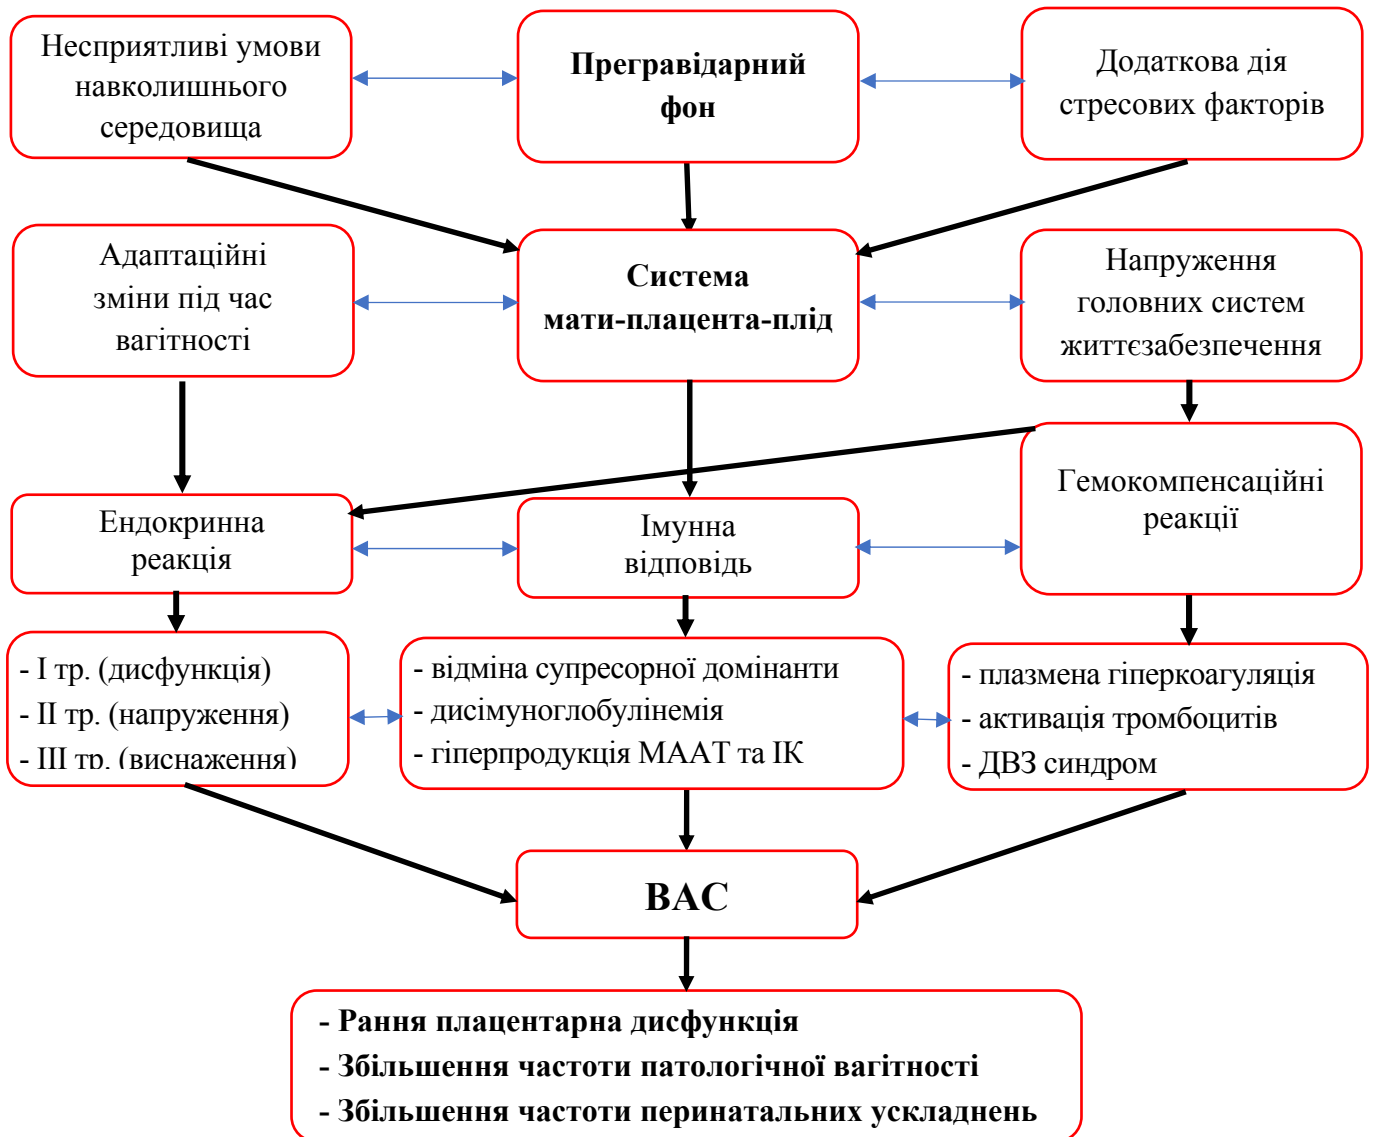 Несприятливі умови
навколишнього
середовища
Прегравідарний
фон
Додаткова дія
стресових факторів
Адаптаційні
зміни під час
вагітності
Система
мати-плацента-плід
Напруження
головних систем
життєзабезпечення
Ендокринна
реакція
Імунна
відповідь
Гемокомпенсаційні
реакції
- І тр. (дисфункція)
- ІІ тр. (напруження)
- ІІІ тр. (виснаження)
- відміна супресорної домінанти
- дисімуноглобулінемія
- гіперпродукція МААТ та ІК
- плазмена гіперкоагуляція
- активація тромбоцитів
- ДВЗ синдром
ВАС
- Рання плацентарна дисфункція
- Збільшення частоти патологічної вагітності
- Збільшення частоти перинатальних ускладнень